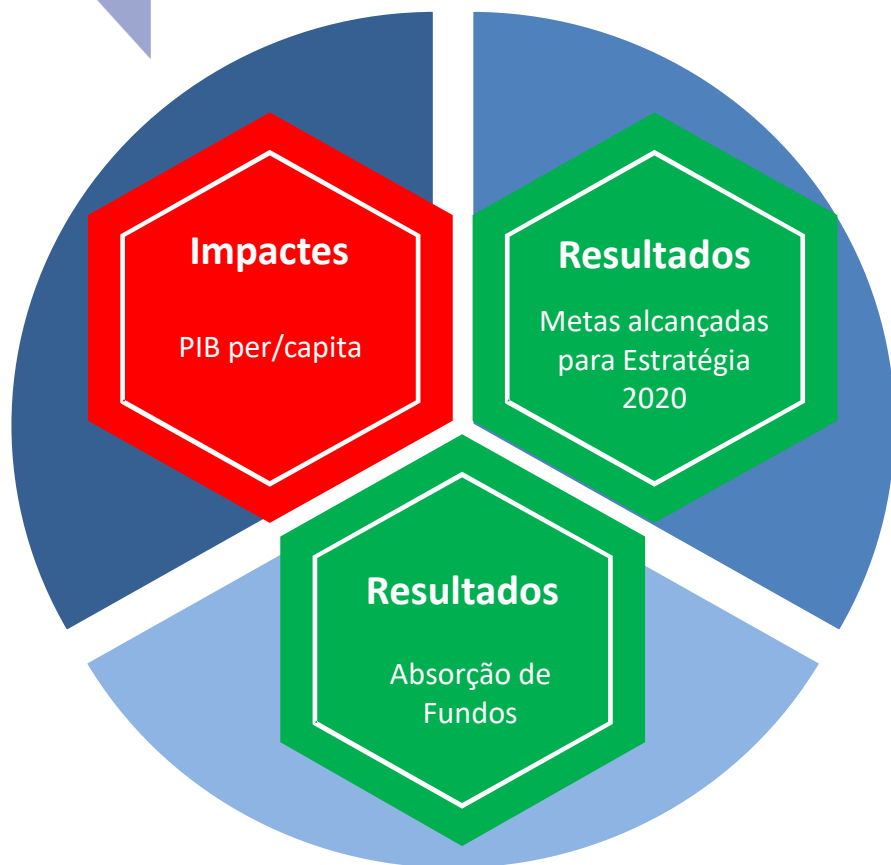 Impactes
PIB per/capita
Resultados
Metas alcançadas
para Estratégia
2020
Resultados
Absorção de
Fundos